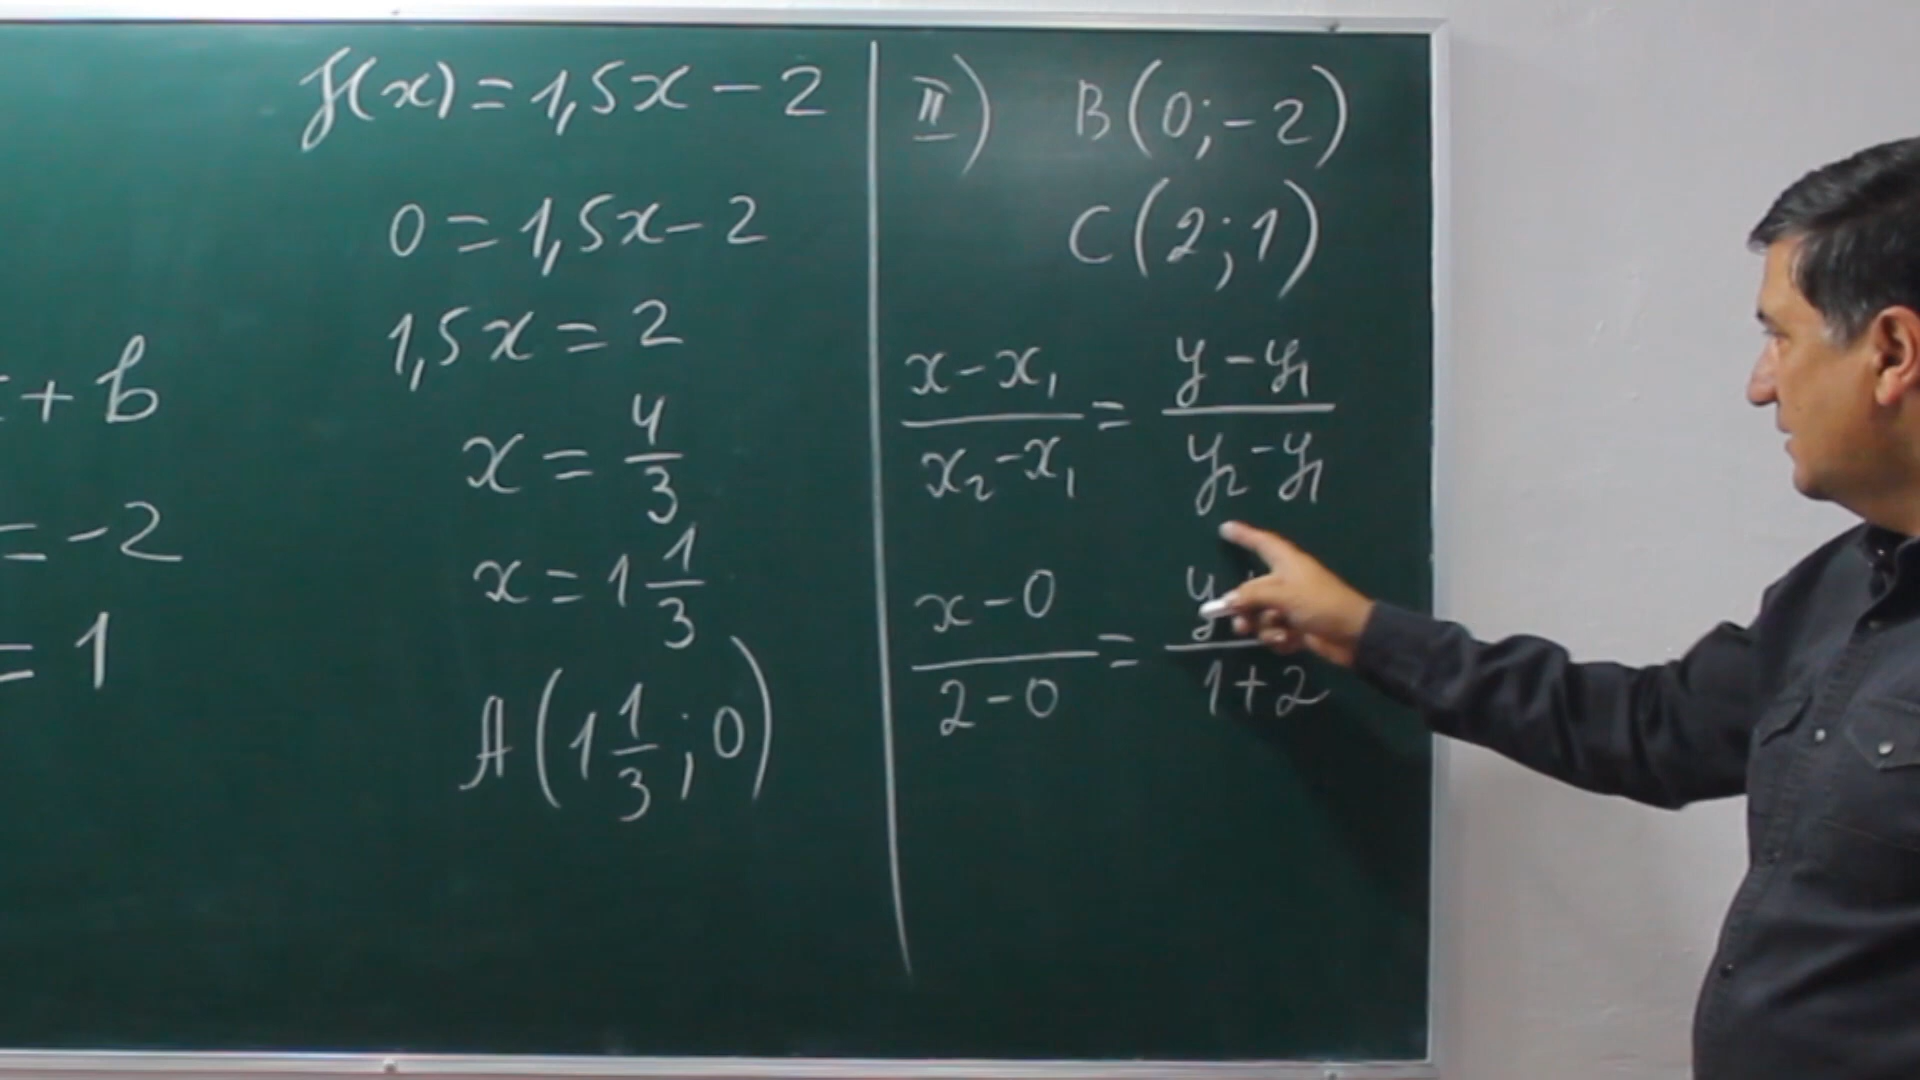 + b
= -2
= 1
f(x) = 1,5x - 2
0 = 1,5x - 2
1,5x = 2
x = 4/3
x = 1 1/3
A(1 1/3; 0)
II) B(0; -2)
C(2; 1)
(x - x₁)/(x₂ - x₁) = (y - y₁)/(y₂ - y₁)
(x - 0)/(2 - 0) = y/(1 + 2)